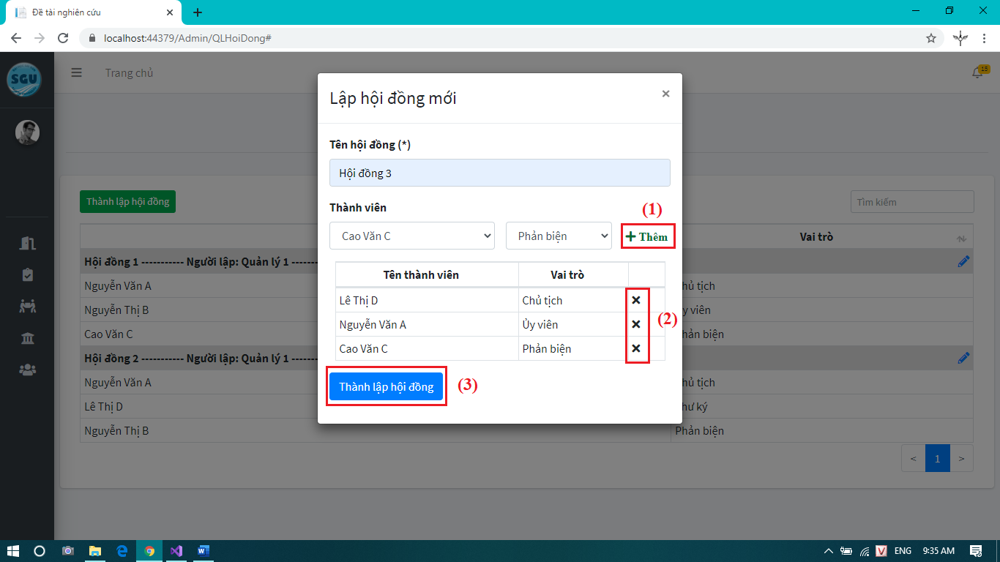 Đề tài nghiên cứu
localhost:44379/Admin/QLHoiDong#
SGU
Trang chủ
15
Lập hội đồng mới
×
Tên hội đồng (*)
Hội đồng 3
Thành viên
(1)
Cao Văn C Phản biện + Thêm
Tên thành viên Vai trò
Lê Thị D Chủ tịch
Nguyễn Văn A Ủy viên
(2)
Cao Văn C Phản biện
Thành lập hội đồng
(3)
Thành lập hội đồng
Tìm kiếm
Vai trò
Hội đồng 1 ----------- Người lập: Quản lý 1 -------
Nguyễn Văn A hủ tịch
Nguyễn Thị B y viên
Cao Văn C hản biện
Hội đồng 2 ----------- Người lập: Quản lý 1 -------
Nguyễn Văn A hủ tịch
Lê Thị D hư ký
Nguyễn Thị B Phản biện
< 1 >
ENG 9:35 AM